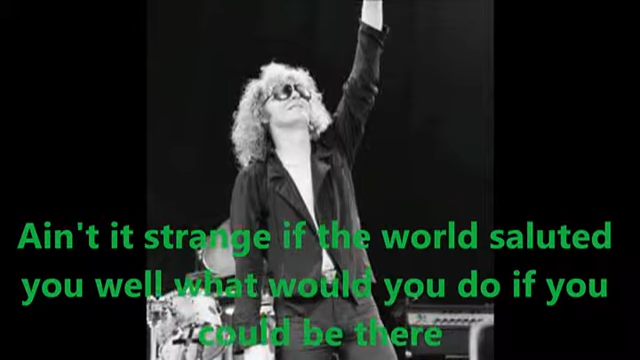 Ain't it strange if the world saluted
you well what would you do if you
could be there